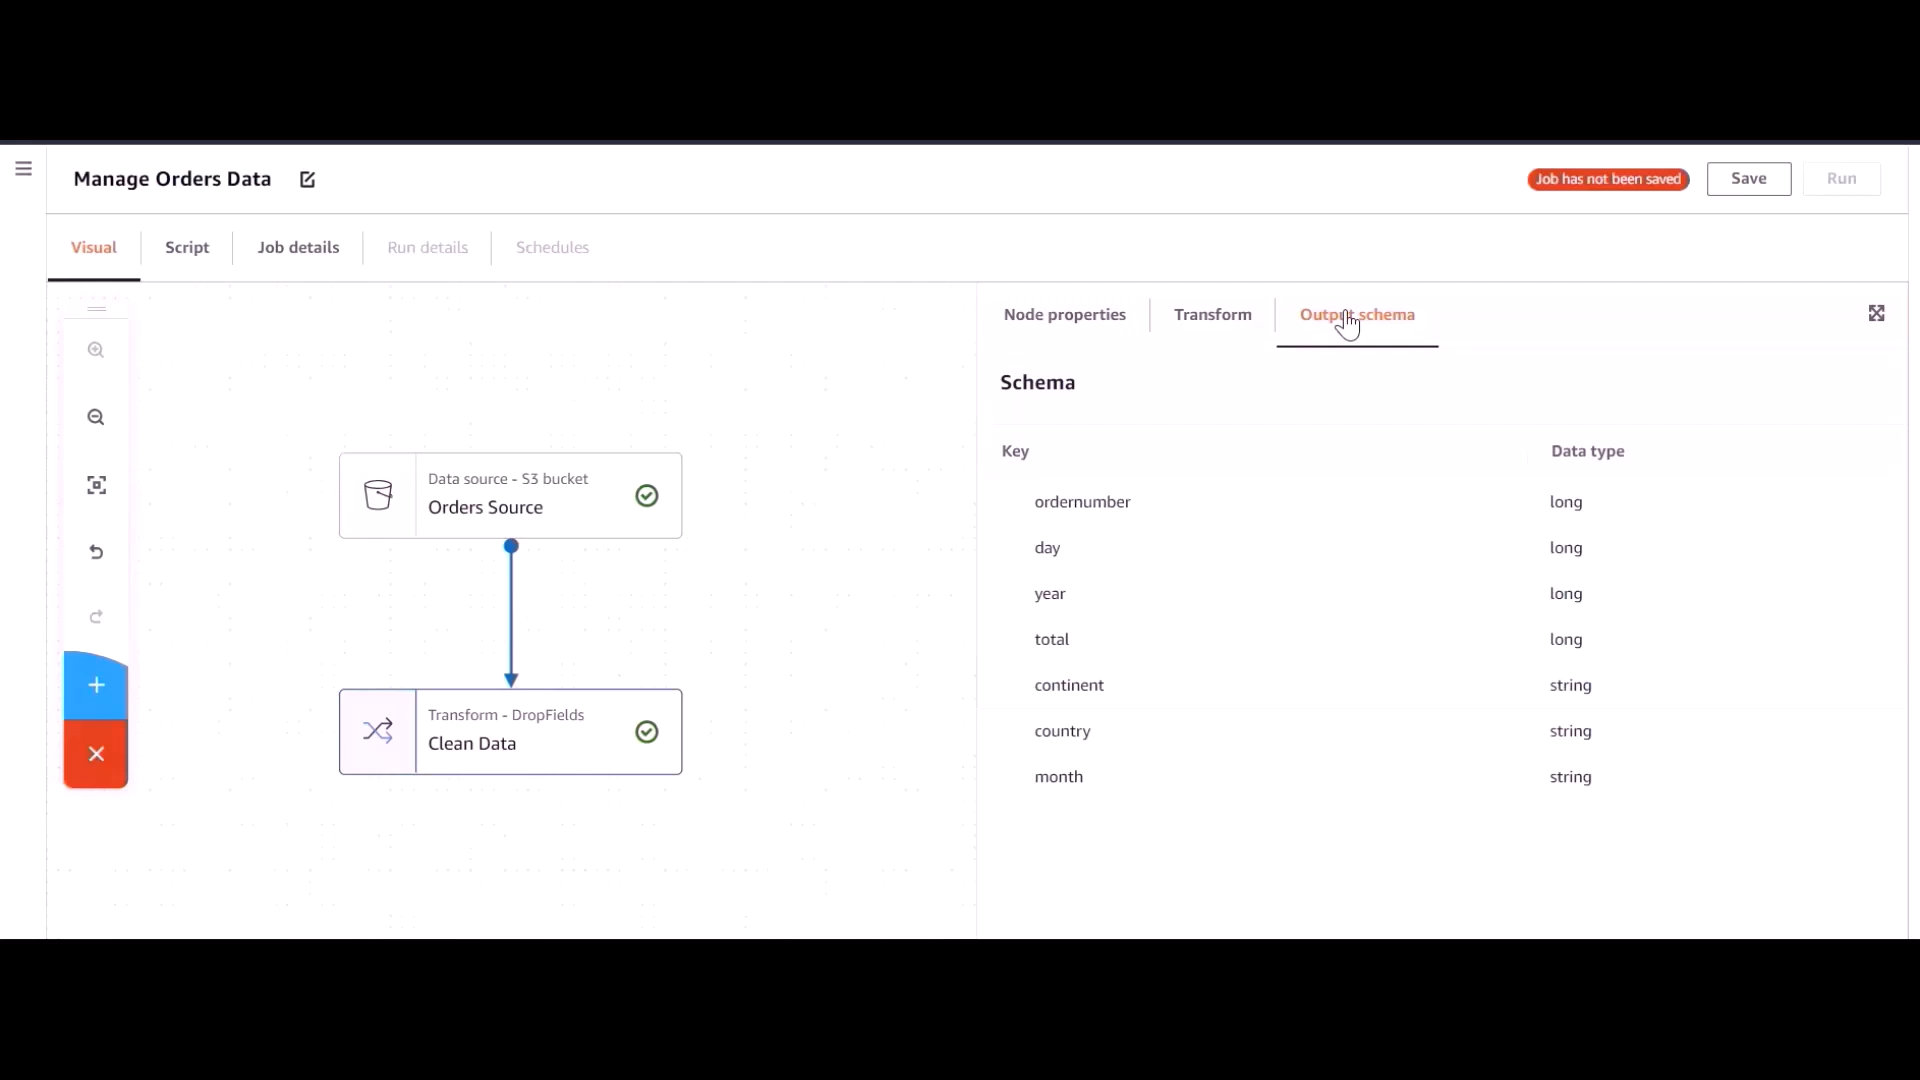 Manage Orders Data
Job has not been saved
Save
Run
Visual
Script
Job details
Run details
Schedules
Node properties
Transform
Output schema
Schema
Key
Data type
ordernumber
long
day
long
year
long
total
long
continent
string
country
string
month
string
Data source - S3 bucket
Orders Source
Transform - DropFields
Clean Data